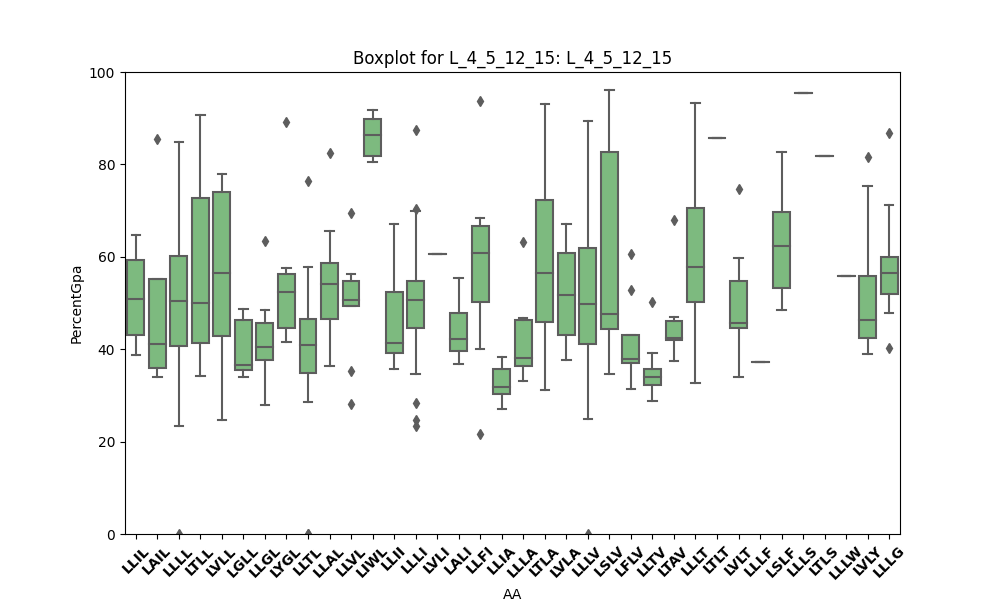 Boxplot for L_4_5_12_15: L_4_5_12_15
100
80
60
40
20
0
PercentGpa
LLIL LAIL LLLL LTLL LVLL LGLL LLGL LYGL LLTL LLAL LLVL LIWL LLII LLLI LVLI LALI LLFI LLIA LLLA LTLA LVLA LLLV LSLV LFLV LLTV LTAV LLLT LTLT LVLT LLLF LSLF LLLS LTLS LLLW LVLY LLLG
AA